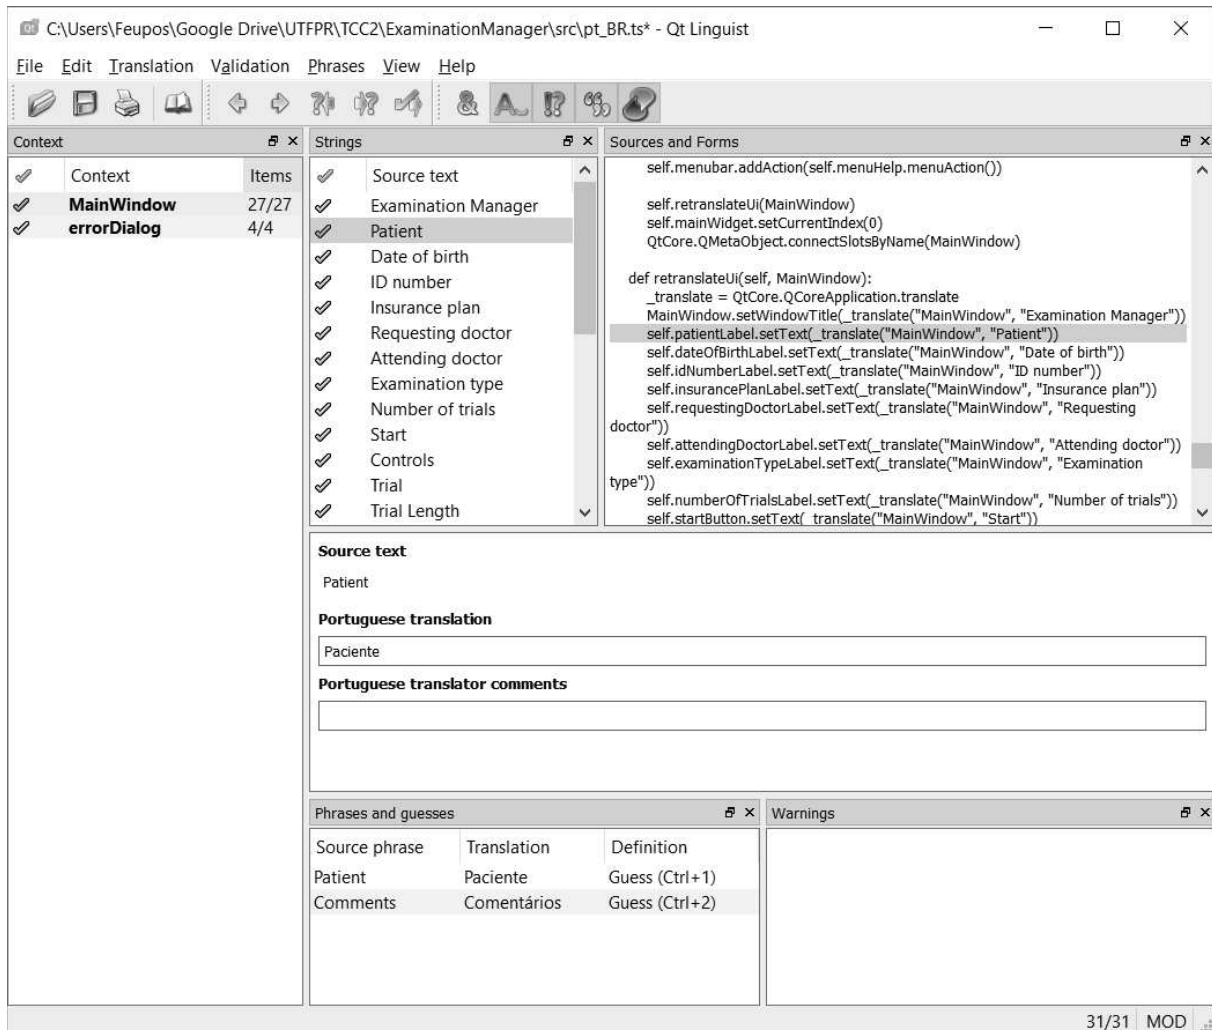 C:\Users\Feupos\Google Drive\UTFPR\TCC2\ExaminationManager\src\pt_BR.ts* - Qt Linguist
File Edit Translation Validation Phrases View Help
Context
Context Items
MainWindow 27/27
errorDialog 4/4
Strings
Source text
Examination Manager
Patient
Date of birth
ID number
Insurance plan
Requesting doctor
Attending doctor
Examination type
Number of trials
Start
Controls
Trial
Trial Length
Sources and Forms
self.menubar.addAction(self.menuHelp.menuAction())
self.retranslateUi(MainWindow)
self.mainWidget.setCurrentIndex(0)
QtCore.QMetaObject.connectSlotsByName(MainWindow)
def retranslateUi(self, MainWindow):
_translate = QtCore.QCoreApplication.translate
MainWindow.setWindowTitle(_translate("MainWindow", "Examination Manager"))
self.patientLabel.setText(_translate("MainWindow", "Patient"))
self.dateOfBirthLabel.setText(_translate("MainWindow", "Date of birth"))
self.idNumberLabel.setText(_translate("MainWindow", "ID number"))
self.insurancePlanLabel.setText(_translate("MainWindow", "Insurance plan"))
self.requestingDoctorLabel.setText(_translate("MainWindow", "Requesting
doctor"))
self.attendingDoctorLabel.setText(_translate("MainWindow", "Attending doctor"))
self.examinationTypeLabel.setText(_translate("MainWindow", "Examination
type"))
self.numberOfTrialsLabel.setText(_translate("MainWindow", "Number of trials"))
self.startButton.setText(_translate("MainWindow", "Start"))
Source text
Patient
Portuguese translation
Paciente
Portuguese translator comments
Phrases and guesses
Source phrase Translation Definition
Patient Paciente Guess (Ctrl+1)
Comments Comentários Guess (Ctrl+2)
Warnings
31/31 MOD